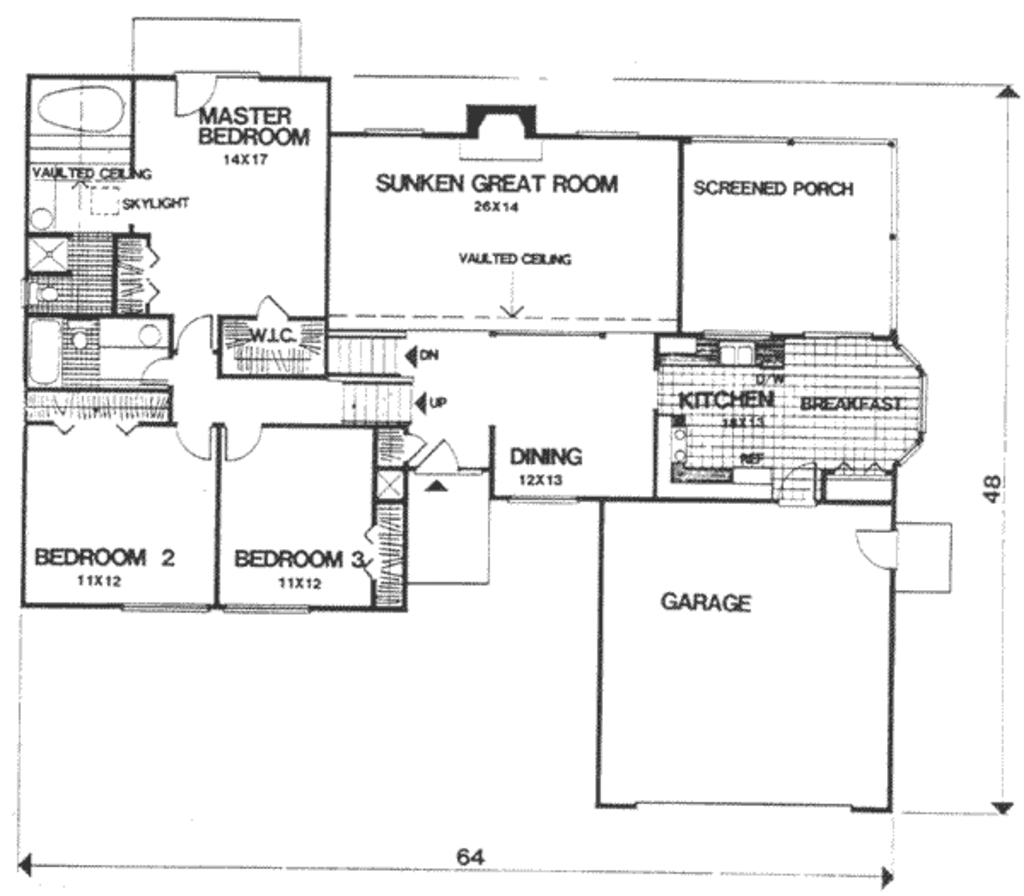 MASTER
BEDROOM
14X17
VAULTED CEILING
SKYLIGHT
SUNKEN GREAT ROOM
26X14
VAULTED CEILING
SCREENED PORCH
W.I.C.
DN
UP
D/W
KITCHEN
BREAKFAST
REF
DINING
12X13
BEDROOM 2
11X12
BEDROOM 3
11X12
GARAGE
48
64